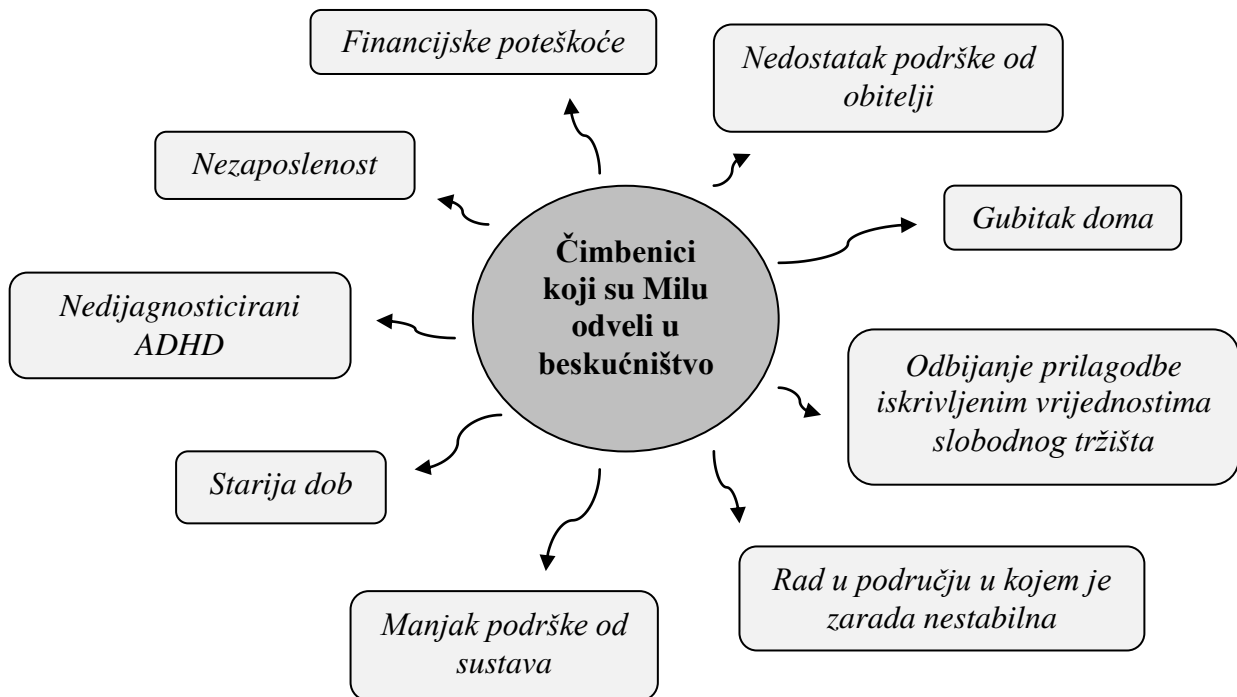 Financijske poteškoće
Nedostatak podrške od
obitelji
Nezaposlenost
Gubitak doma
Čimbenici
koji su Milu
odveli u
beskućništvo
Nedijagnosticirani
ADHD
Odbijanje prilagodbe
iskrivljenim vrijednostima
slobodnog tržišta
Starija dob
Rad u području u kojem je
zarada nestabilna
Manjak podrške od
sustava